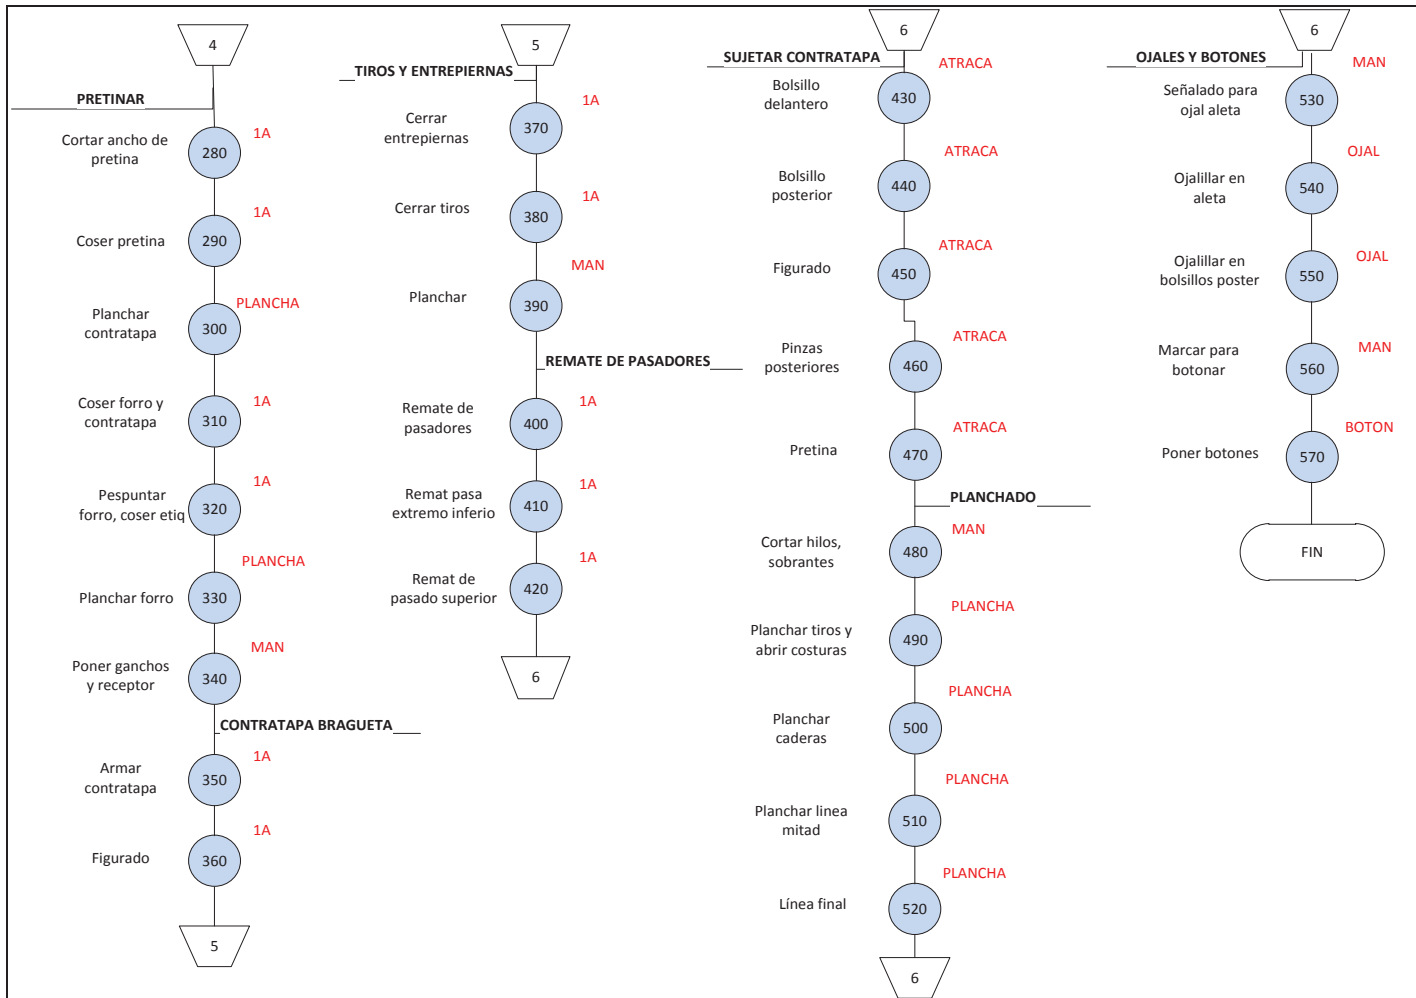 4
PRETINAR
1A
Cortar ancho de
pretina
280
1A
Coser pretina
290
PLANCHA
Planchar
contratapa
300
1A
Coser forro y
contratapa
310
1A
Pespuntar
forro, coser etiq
320
PLANCHA
Planchar forro
330
MAN
Poner ganchos
y receptor
340
CONTRATAPA BRAGUETA
1A
Armar
contratapa
350
1A
Figurado
360
5
5
TIROS Y ENTREPIERNAS
1A
Cerrar
entrepiernas
370
1A
Cerrar tiros
380
MAN
Planchar
390
REMATE DE PASADORES
1A
Remate de
pasadores
400
1A
Remat pasa
extremo inferio
410
1A
Remat de
pasado superior
420
6
6
SUJETAR CONTRATAPA
ATRACA
Bolsillo
delantero
430
ATRACA
Bolsillo
posterior
440
ATRACA
Figurado
450
ATRACA
Pinzas
posteriores
460
ATRACA
Pretina
470
PLANCHADO
MAN
Cortar hilos,
sobrantes
480
PLANCHA
Planchar tiros y
abrir costuras
490
PLANCHA
Planchar
caderas
500
PLANCHA
Planchar linea
mitad
510
PLANCHA
Línea final
520
6
6
OJALES Y BOTONES
MAN
Señalado para
ojal aleta
530
OJAL
Ojalillar en
aleta
540
OJAL
Ojalillar en
bolsillos poster
550
MAN
Marcar para
botonar
560
BOTON
Poner botones
570
FIN